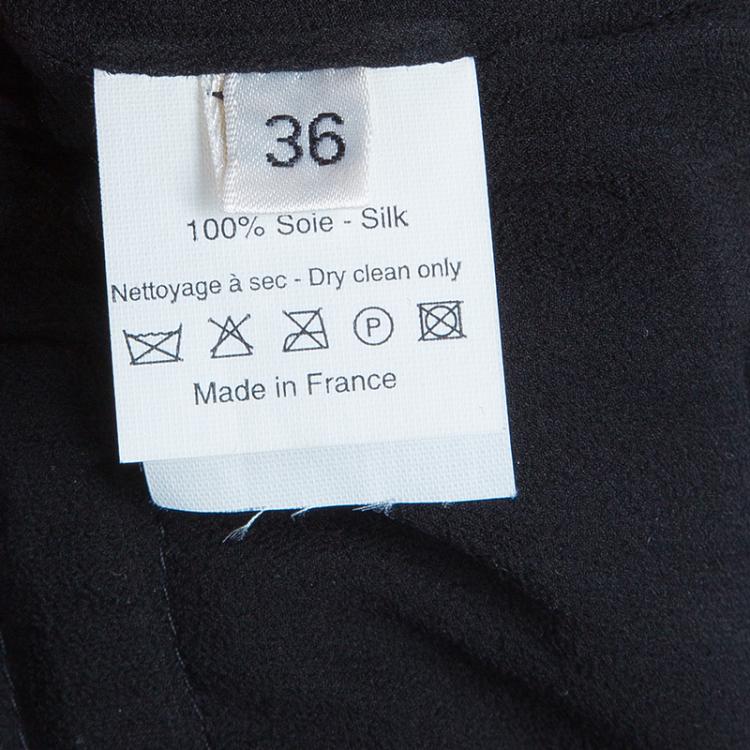 36
100% Soie - Silk
Nettoyage à sec - Dry clean only
P
Made in France